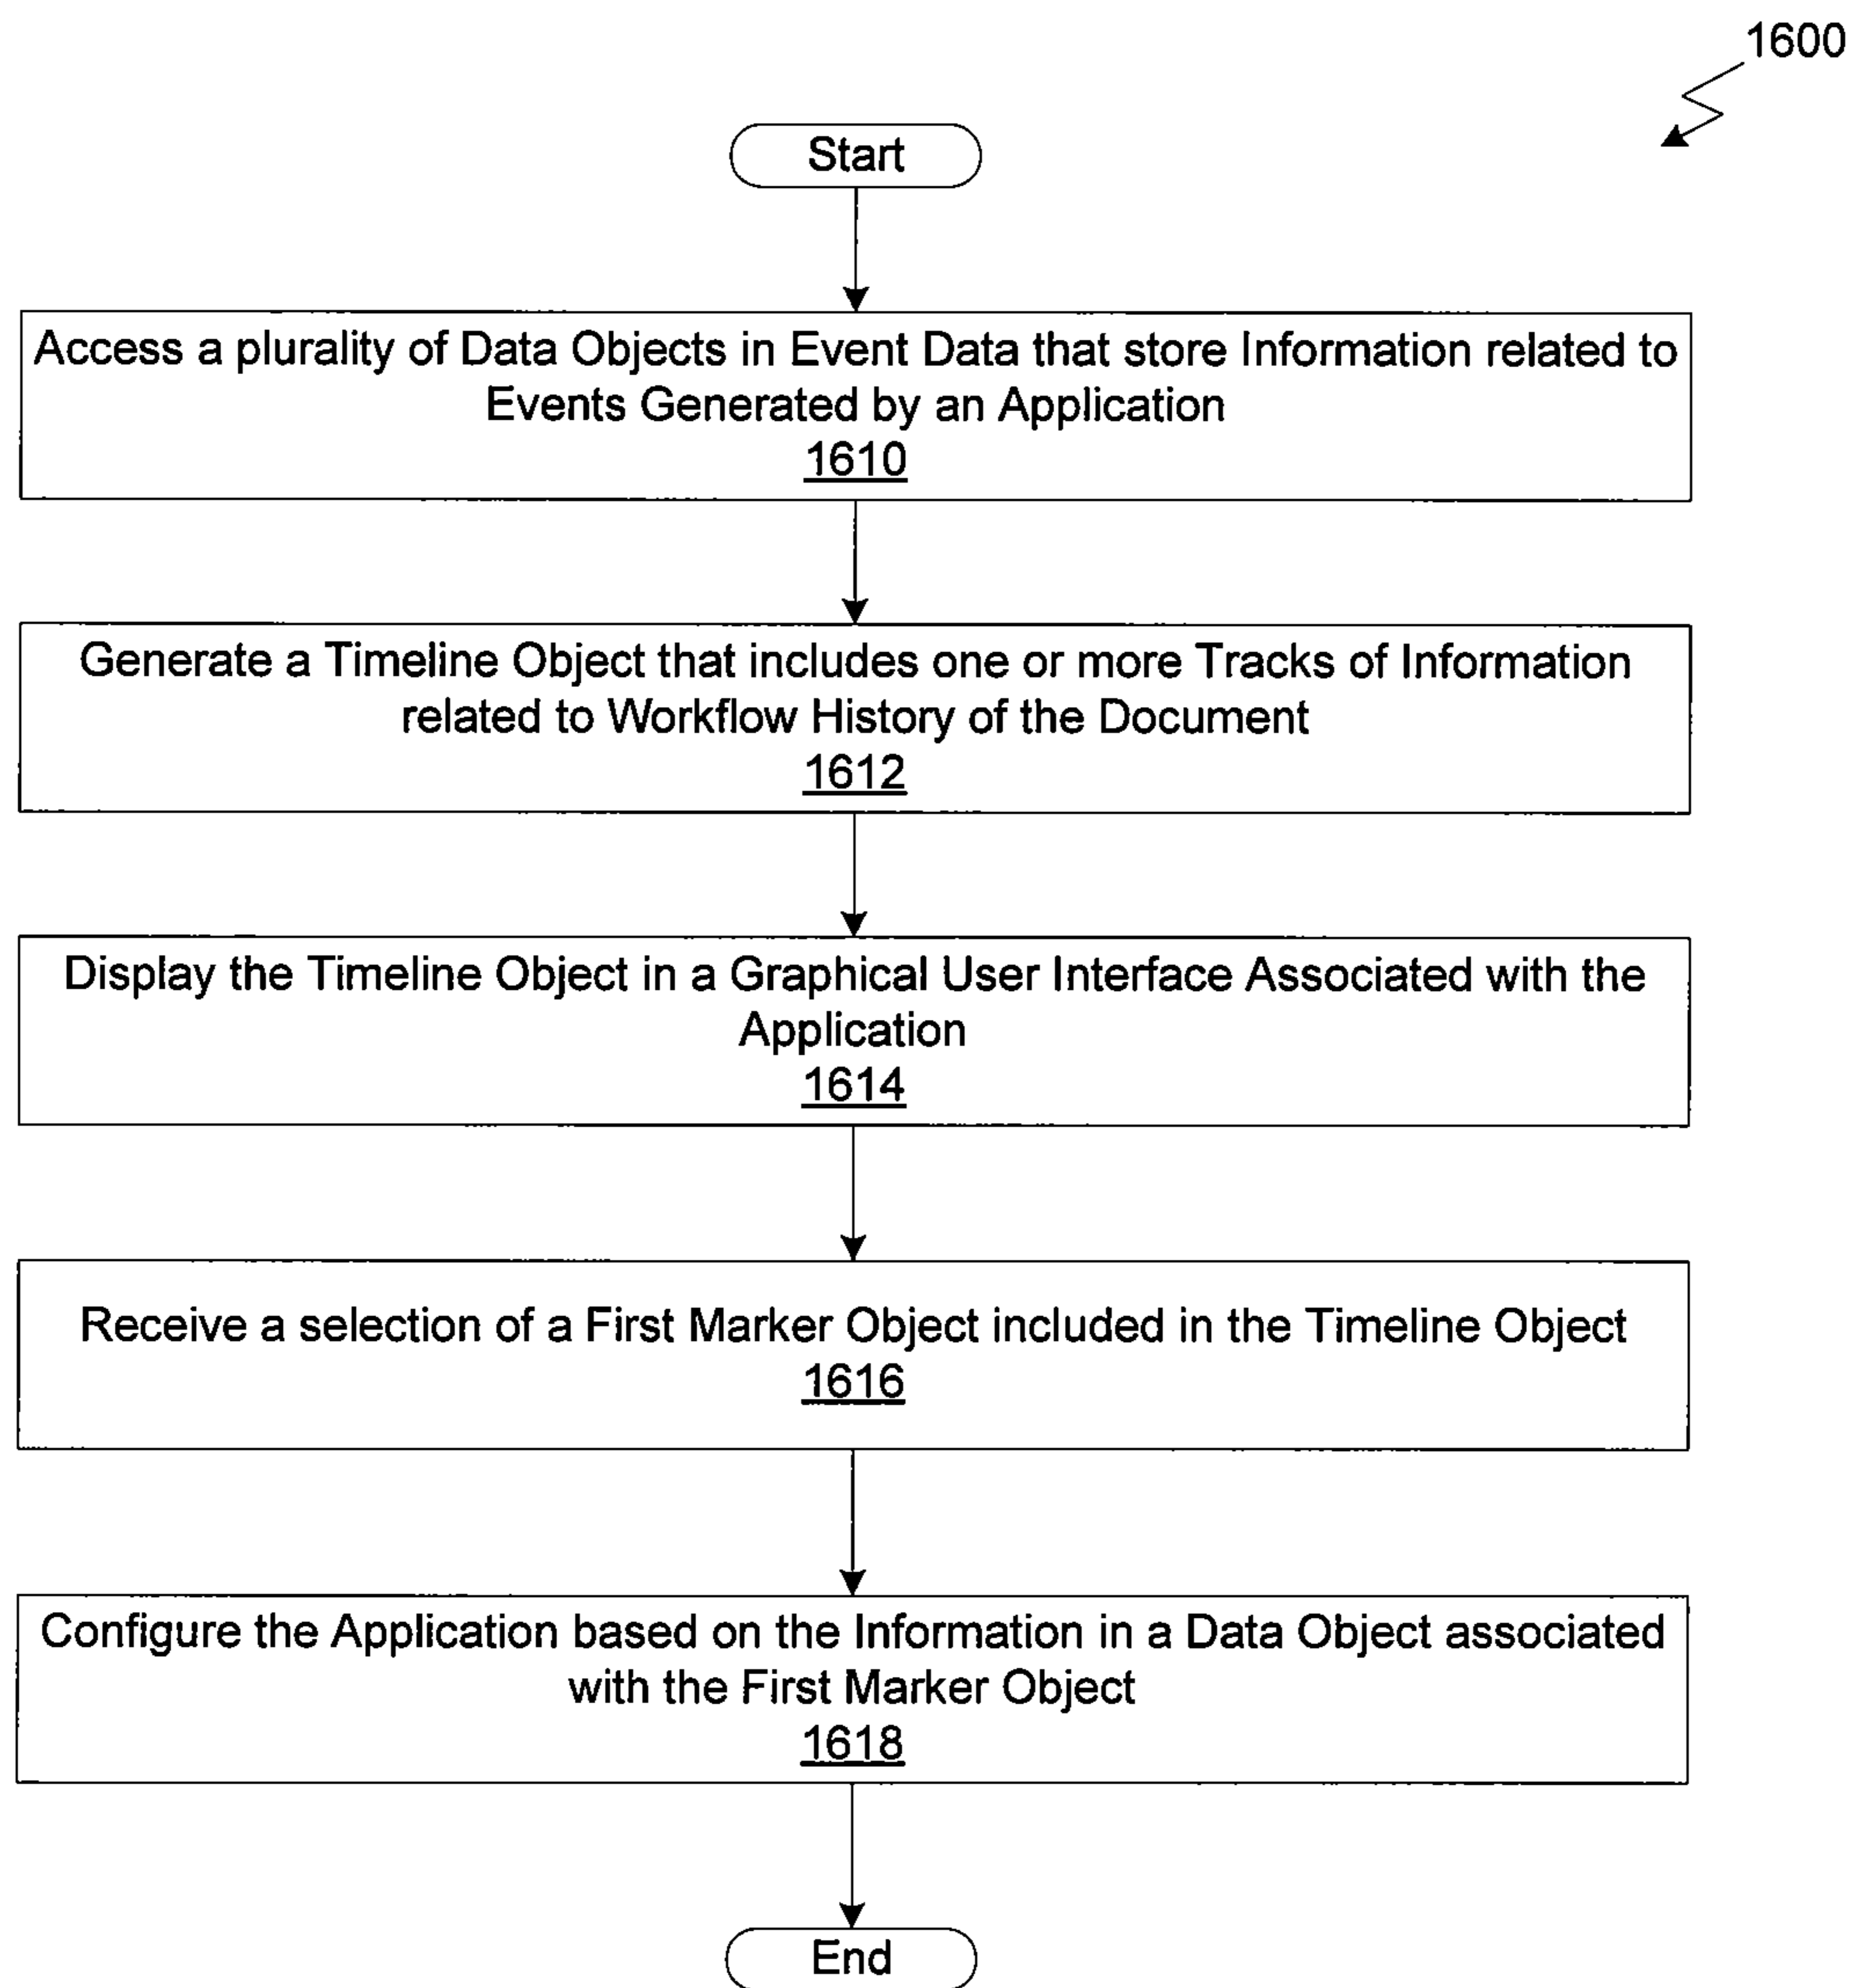 1600
Start
Access a plurality of Data Objects in Event Data that store Information related to
Events Generated by an Application
1610
Generate a Timeline Object that includes one or more Tracks of Information
related to Workflow History of the Document
1612
Display the Timeline Object in a Graphical User Interface Associated with the
Application
1614
Receive a selection of a First Marker Object included in the Timeline Object
1616
Configure the Application based on the Information in a Data Object associated
with the First Marker Object
1618
End